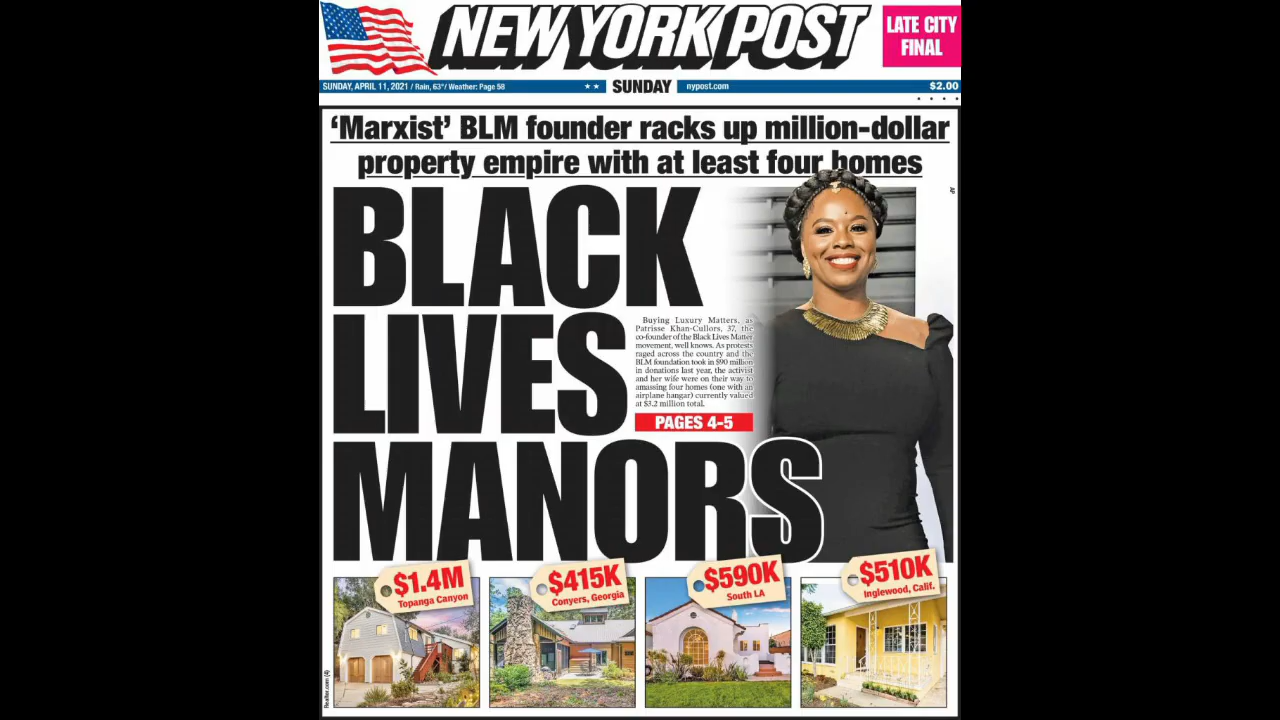 NEW YORK POST
LATE CITY
FINAL
SUNDAY, APRIL 11, 2021 / Rain, 63°/ Weather: Page 58
★ ★ SUNDAY
nypost.com
$2.00
'Marxist' BLM founder racks up million-dollar
property empire with at least four homes
AP
BLACK
LIVES
MANORS
Buying Luxury Matters, as
Patrisse Khan-Cullors, 37, the
co-founder of the Black Lives Matter
movement, well knows. As protests
raged across the country and the
BLM foundation took in $90 million
in donations last year, the activist
and her wife were on their way to
amassing four homes (one with an
airplane hangar) currently valued
at $3.2 million total.
PAGES 4-5
$1.4M
Topanga Canyon
$415K
Conyers, Georgia
$590K
South LA
$510K
Inglewood, Calif.
Realtor.com (4)